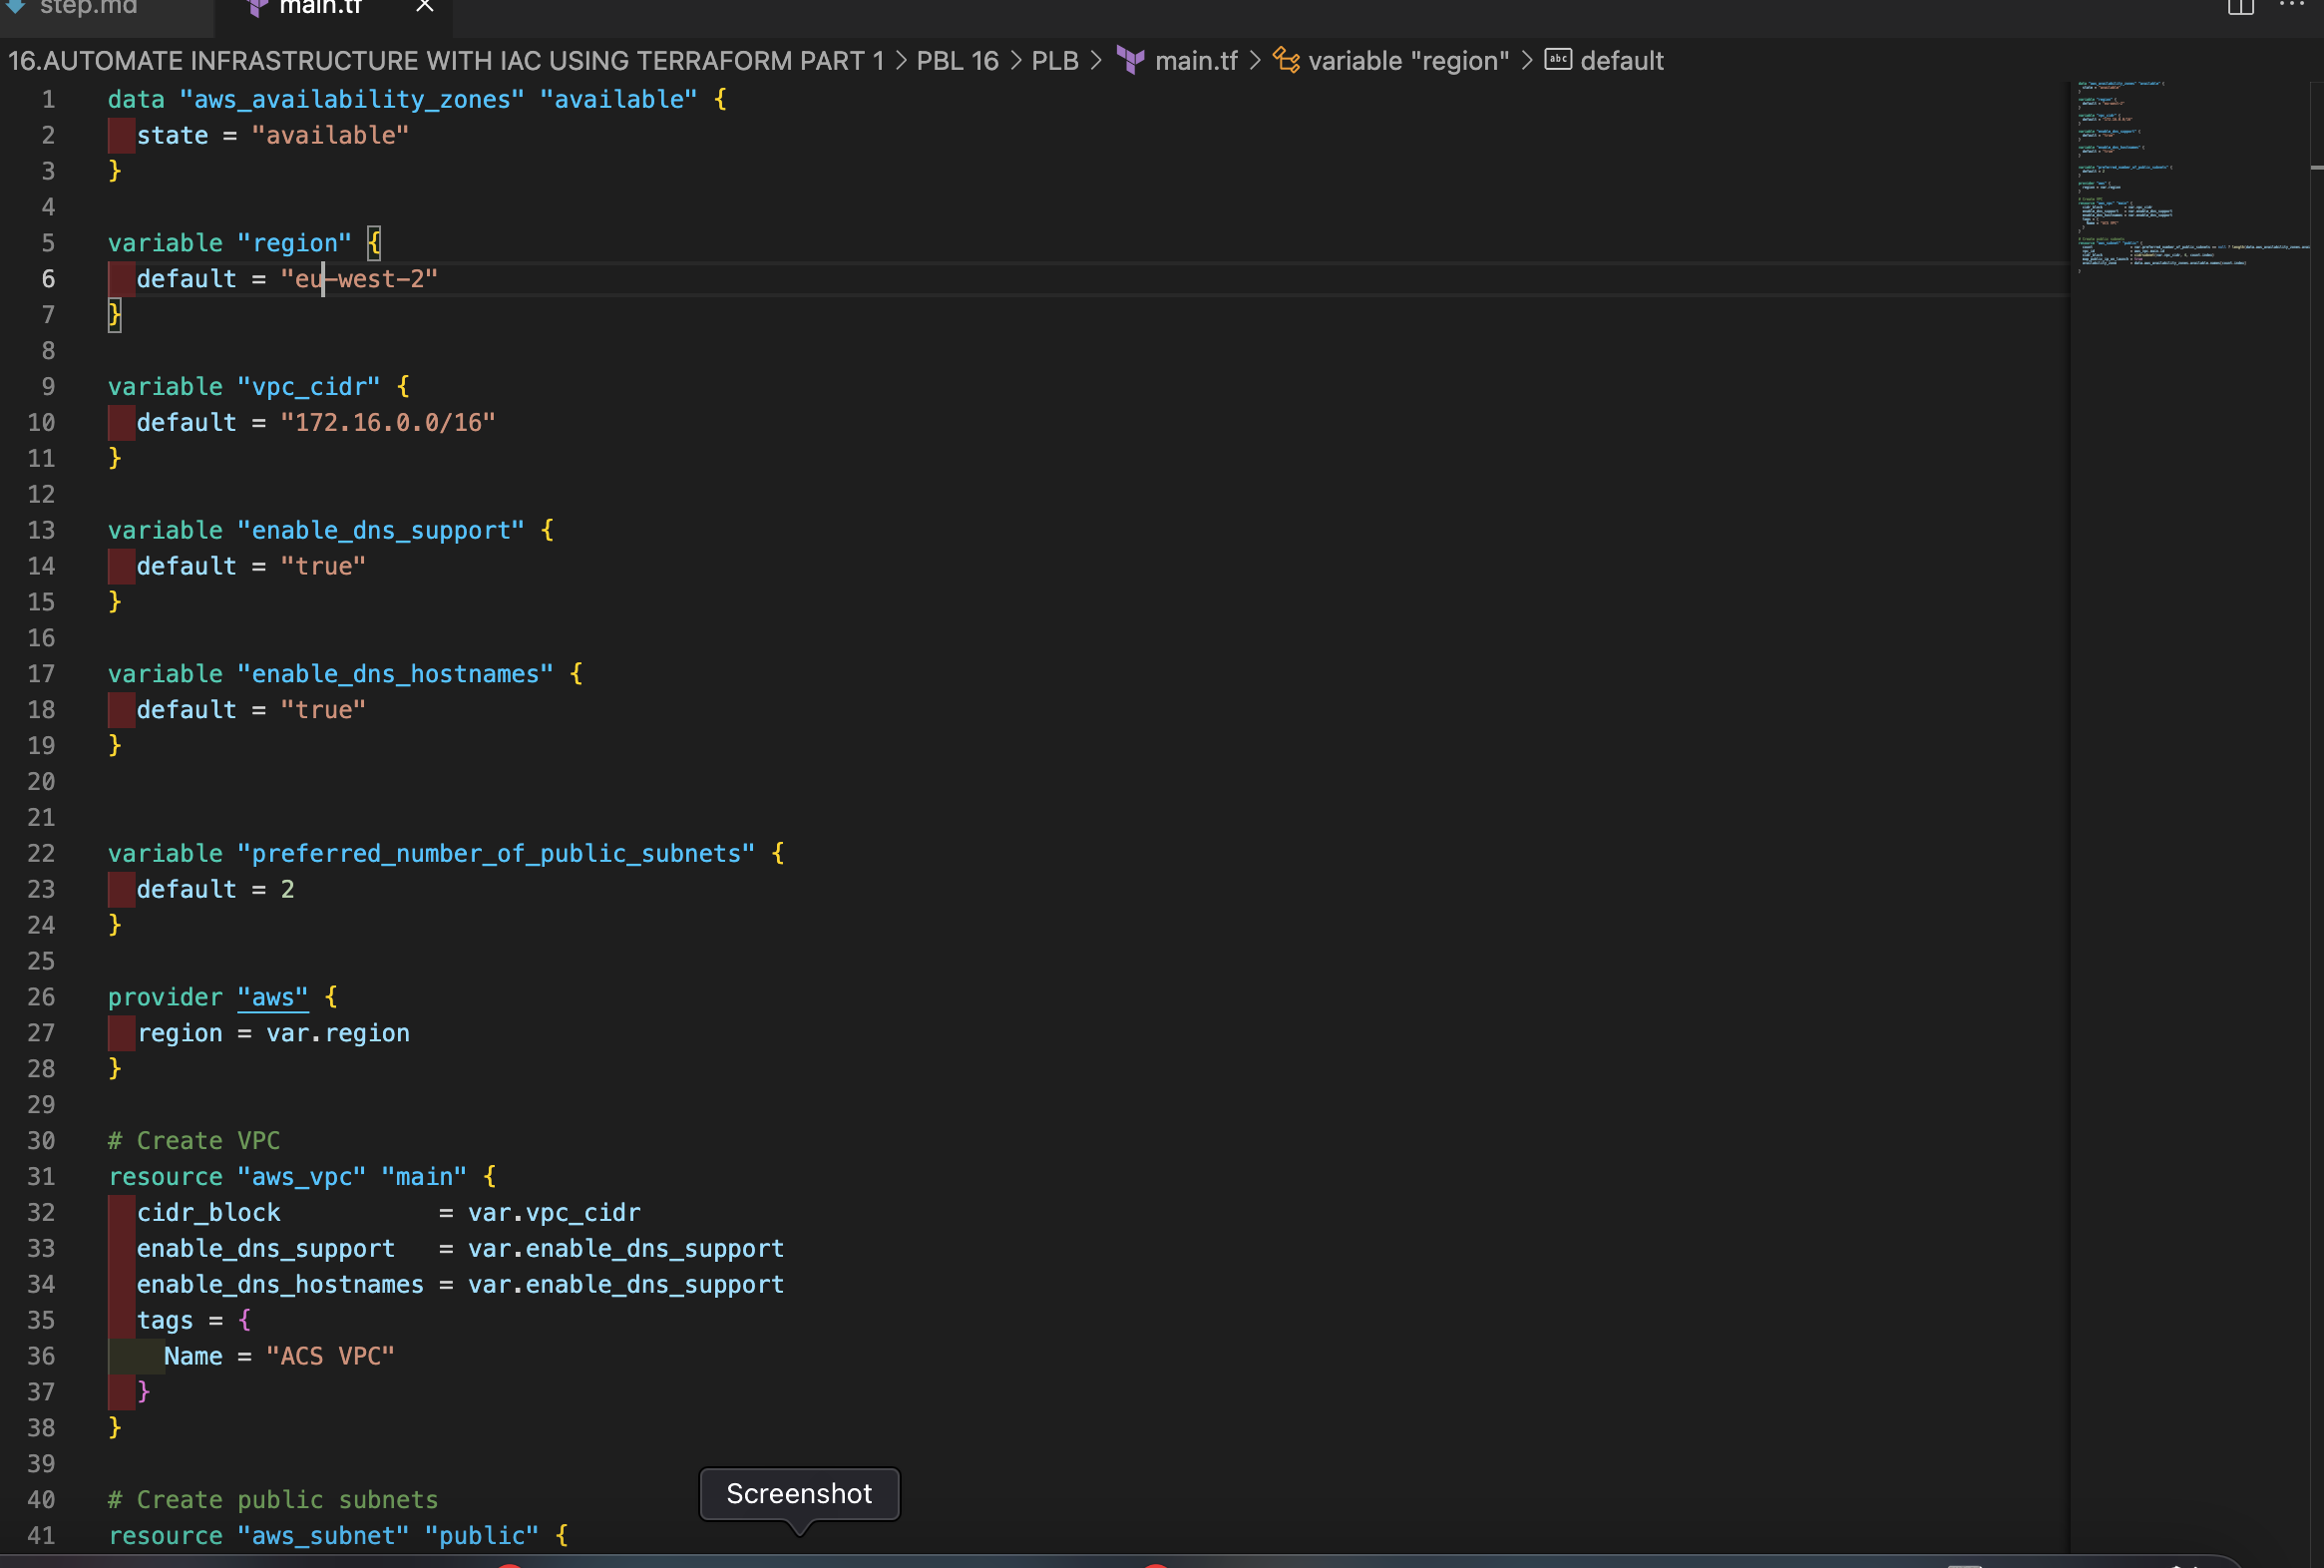 step.md
main.tf
16.AUTOMATE INFRASTRUCTURE WITH IAC USING TERRAFORM PART 1 > PBL 16 > PLB > main.tf > variable "region" > abc default
1 data "aws_availability_zones" "available" {
2 state = "available"
3 }
4
5 variable "region" {
6 default = "eu-west-2"
7 }
8
9 variable "vpc_cidr" {
10 default = "172.16.0.0/16"
11 }
12
13 variable "enable_dns_support" {
14 default = "true"
15 }
16
17 variable "enable_dns_hostnames" {
18 default = "true"
19 }
20
21
22 variable "preferred_number_of_public_subnets" {
23 default = 2
24 }
25
26 provider "aws" {
27 region = var.region
28 }
29
30 # Create VPC
31 resource "aws_vpc" "main" {
32 cidr_block = var.vpc_cidr
33 enable_dns_support = var.enable_dns_support
34 enable_dns_hostnames = var.enable_dns_support
35 tags = {
36 Name = "ACS VPC"
37 }
38 }
39
40 # Create public subnets
41 resource "aws_subnet" "public" {
Screenshot